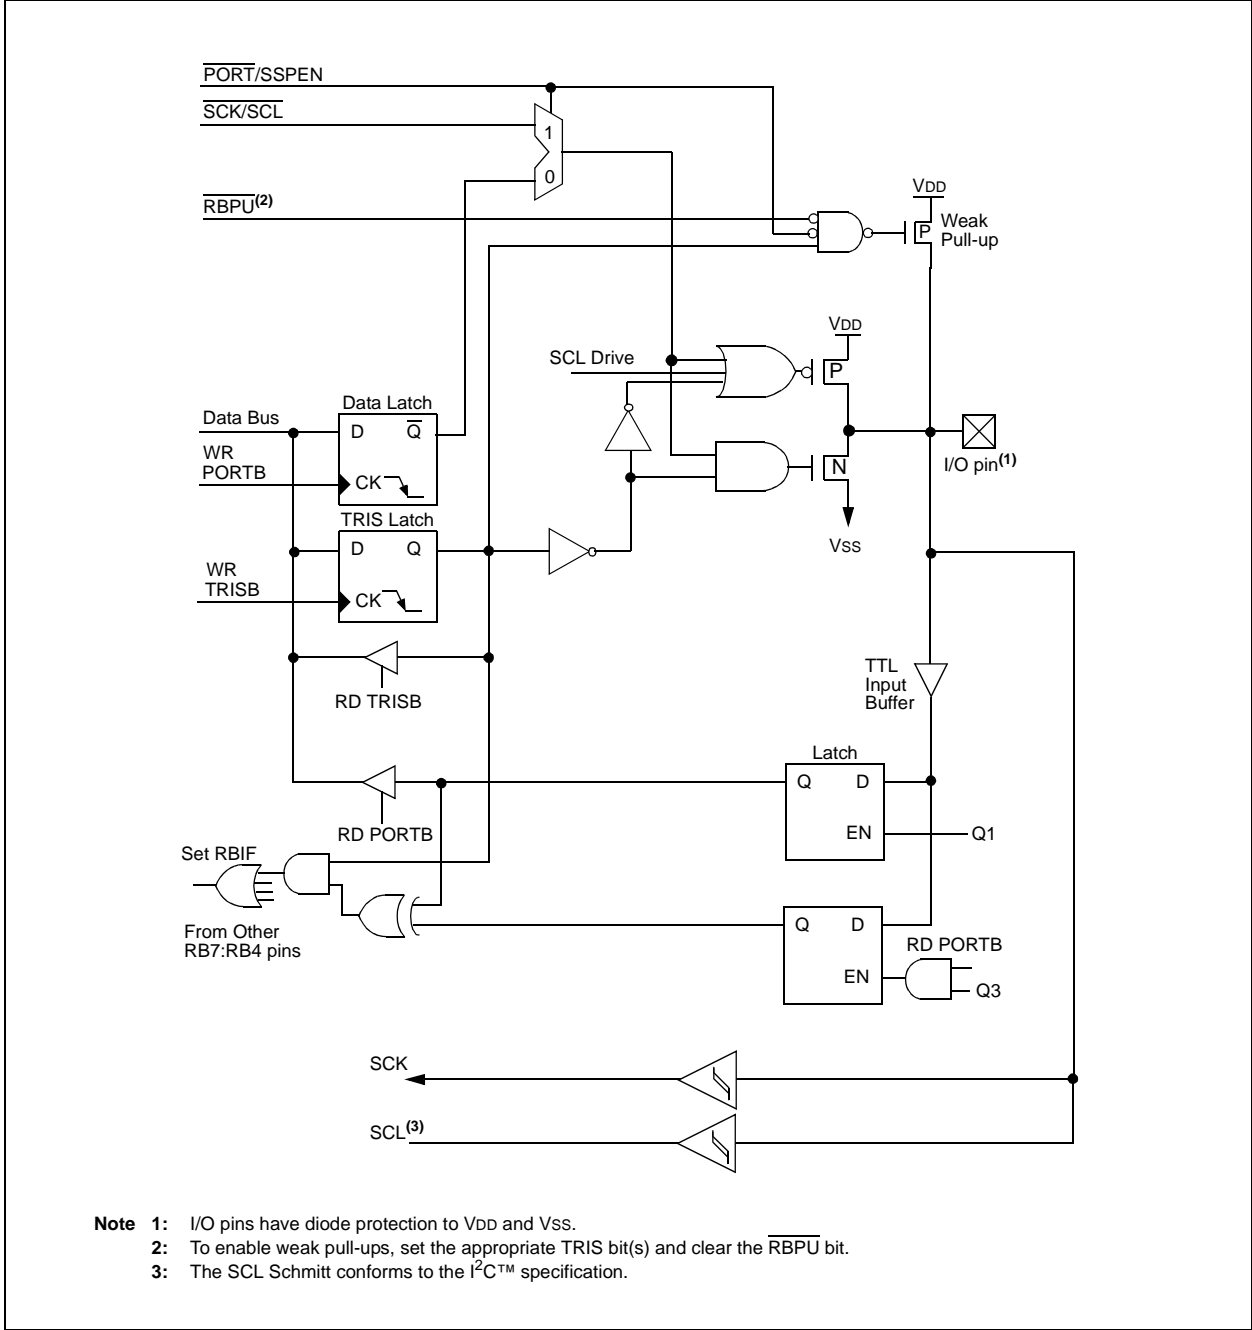 PORT/SSPEN
SCK/SCL
1
0
RBPU(2)
VDD
P
Weak
Pull-up
VDD
SCL Drive
P
Data Bus
Data Latch
D
Q
WR
PORTB
CK
N
I/O pin(1)
VSS
TRIS Latch
D
Q
WR
TRISB
CK
RD TRISB
TTL
Input
Buffer
Latch
Q
D
EN
Q1
RD PORTB
Set RBIF
From Other
RB7:RB4 pins
Q
D
EN
RD PORTB
Q3
SCK
SCL(3)
Note 1: I/O pins have diode protection to VDD and VSS.
2: To enable weak pull-ups, set the appropriate TRIS bit(s) and clear the RBPU bit.
3: The SCL Schmitt conforms to the I2C™ specification.